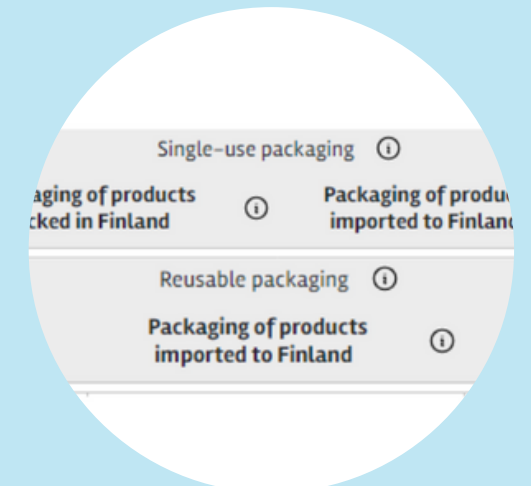 Single-use packaging
aging of products Packaging of produ
cked in Finland imported to Finlan
Reusable packaging
Packaging of products
imported to Finland